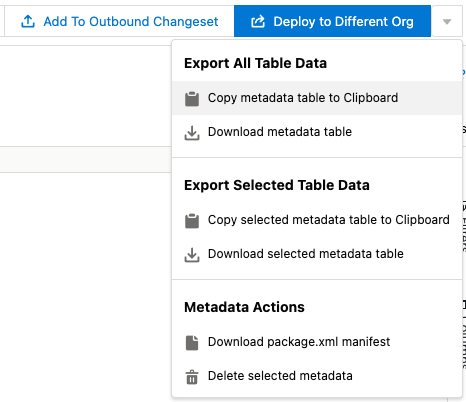 Add To Outbound Changeset
Deploy to Different Org
Export All Table Data
Copy metadata table to Clipboard
Download metadata table
Export Selected Table Data
Copy selected metadata table to Clipboard
Download selected metadata table
Metadata Actions
Download package.xml manifest
Delete selected metadata